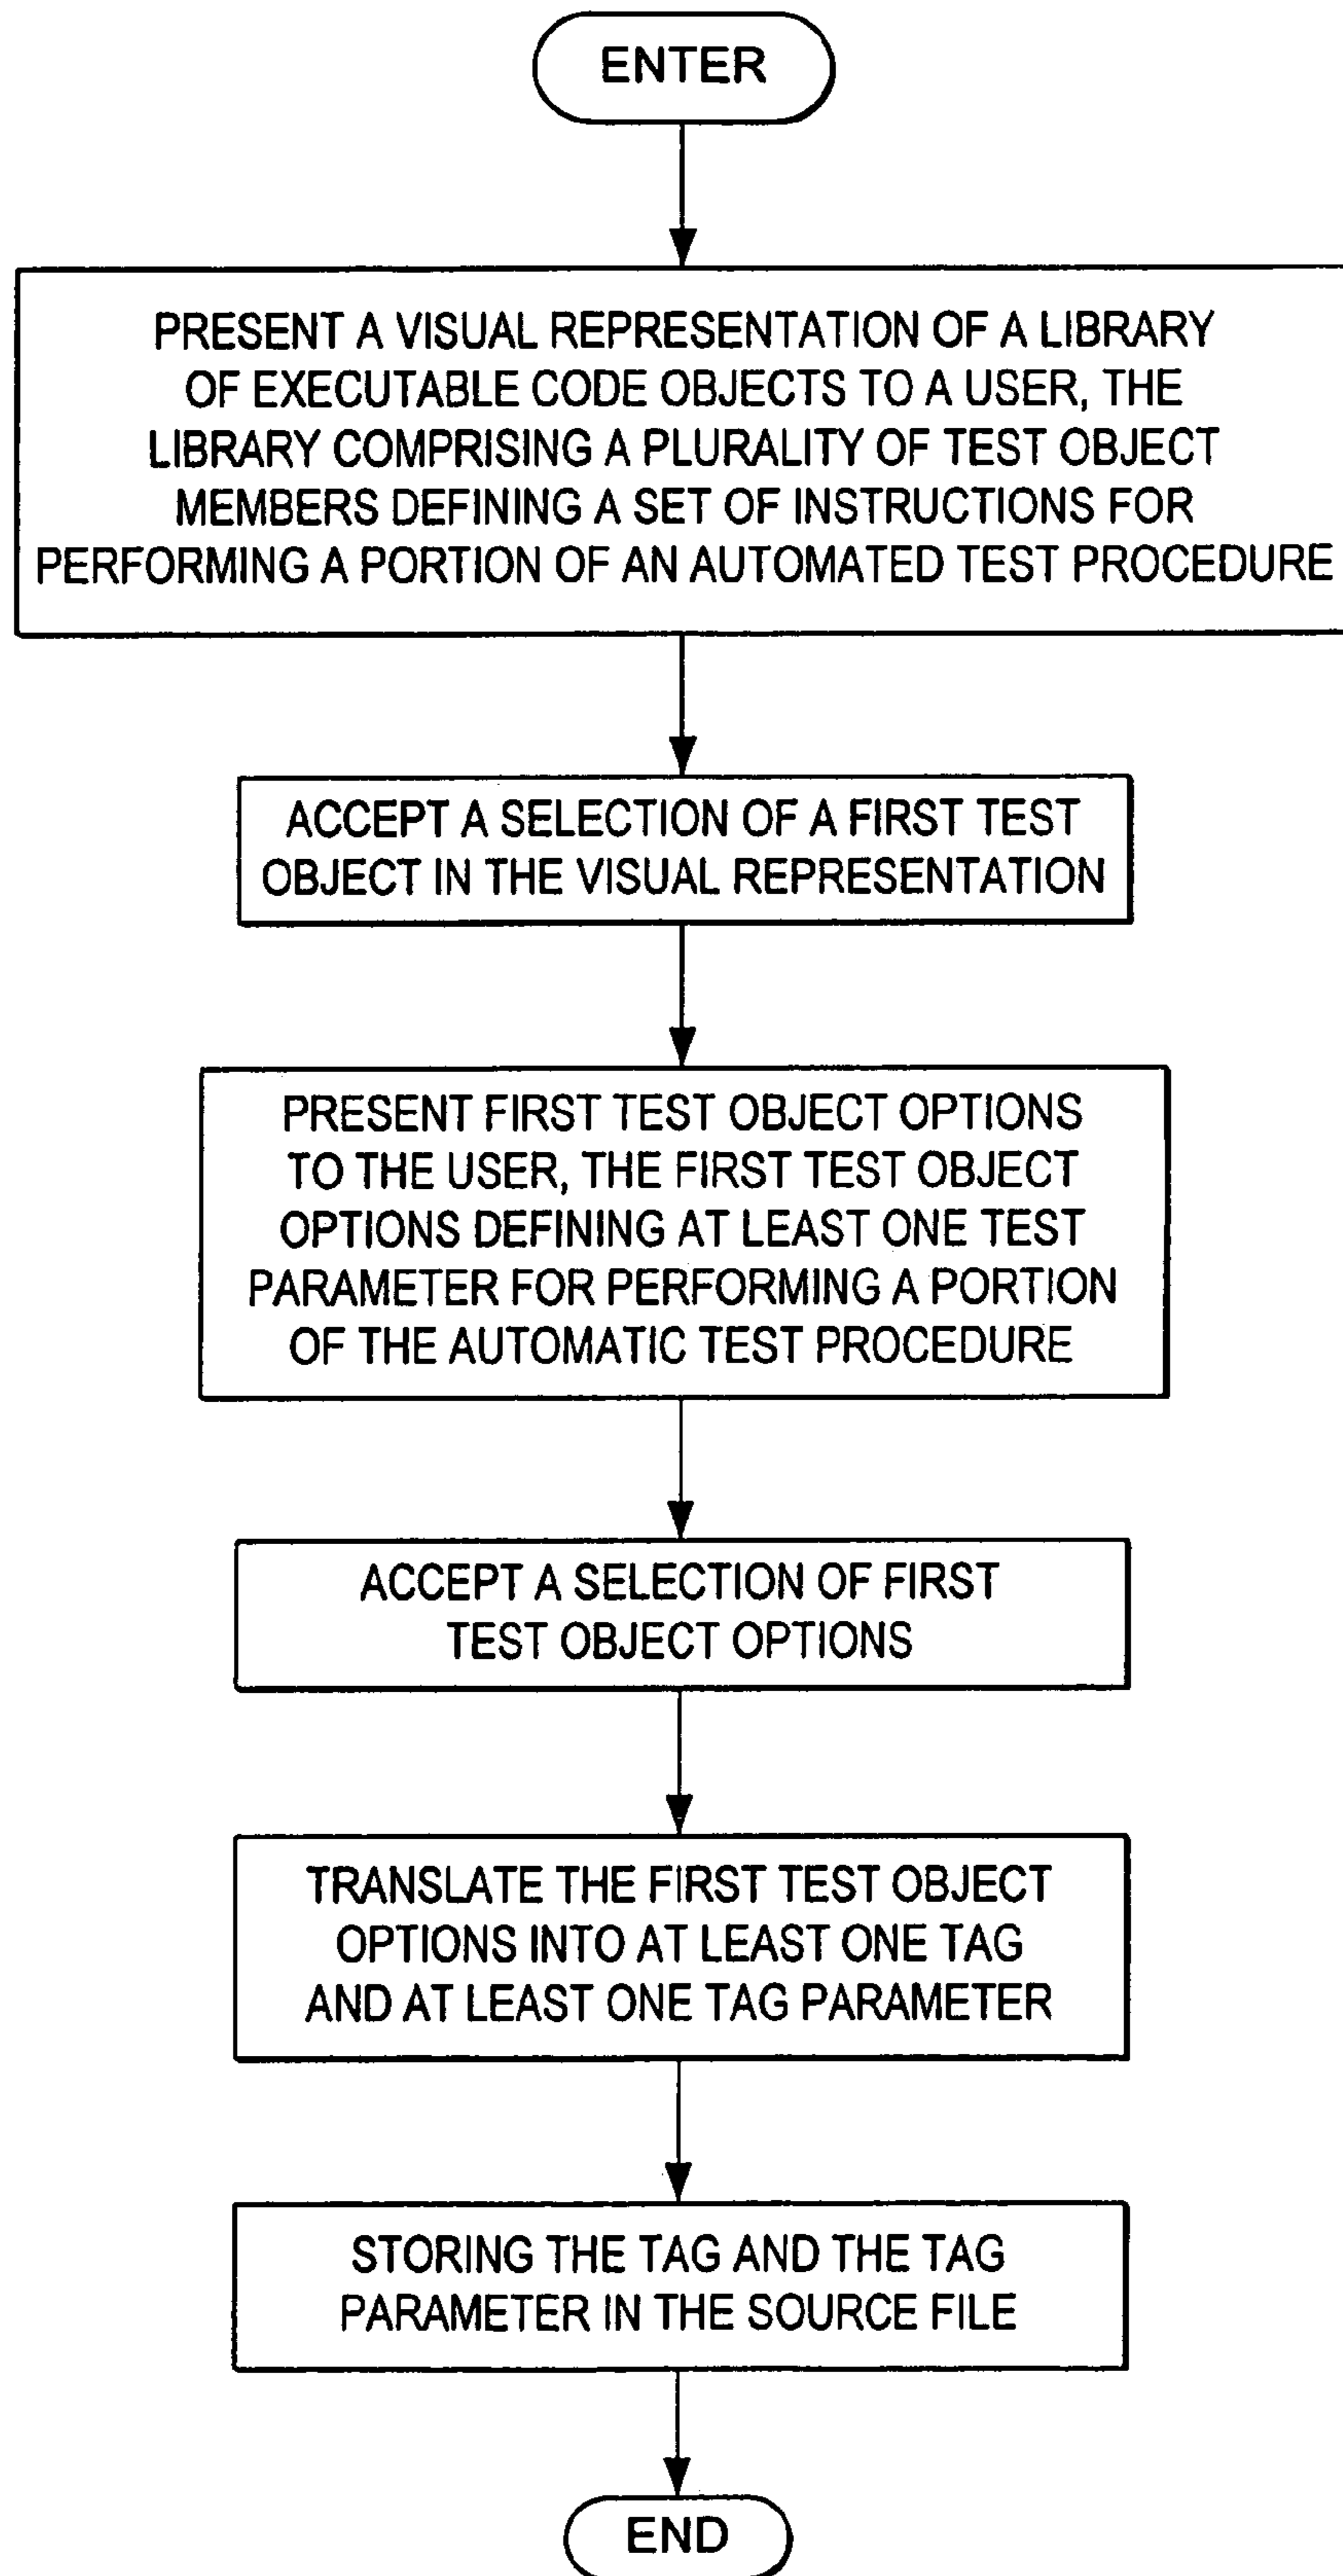 ENTER
PRESENT A VISUAL REPRESENTATION OF A LIBRARY
OF EXECUTABLE CODE OBJECTS TO A USER, THE
LIBRARY COMPRISING A PLURALITY OF TEST OBJECT
MEMBERS DEFINING A SET OF INSTRUCTIONS FOR
PERFORMING A PORTION OF AN AUTOMATED TEST PROCEDURE
ACCEPT A SELECTION OF A FIRST TEST
OBJECT IN THE VISUAL REPRESENTATION
PRESENT FIRST TEST OBJECT OPTIONS
TO THE USER, THE FIRST TEST OBJECT
OPTIONS DEFINING AT LEAST ONE TEST
PARAMETER FOR PERFORMING A PORTION
OF THE AUTOMATIC TEST PROCEDURE
ACCEPT A SELECTION OF FIRST
TEST OBJECT OPTIONS
TRANSLATE THE FIRST TEST OBJECT
OPTIONS INTO AT LEAST ONE TAG
AND AT LEAST ONE TAG PARAMETER
STORING THE TAG AND THE TAG
PARAMETER IN THE SOURCE FILE
END